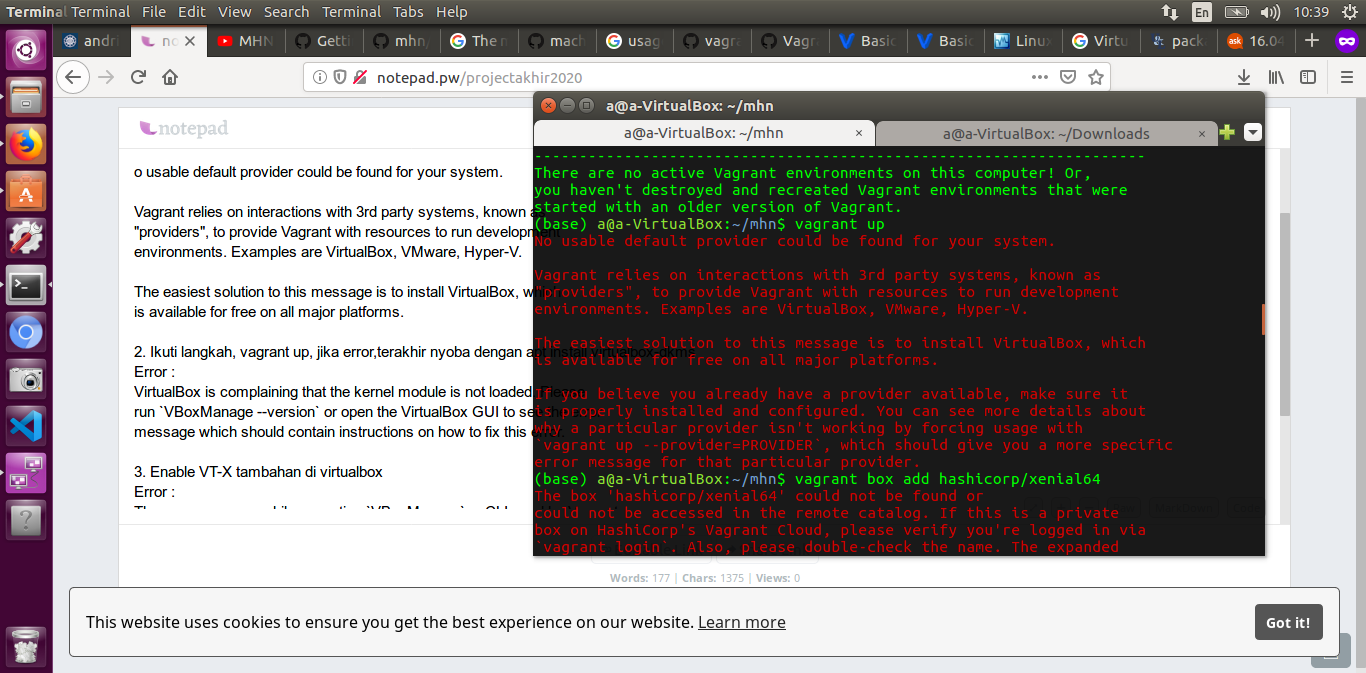 Terminal Terminal File Edit View Search Terminal Tabs Help
En 10:39
andr no MHN Getti mhn/ The n mach usag vagra Vagr Basic Basic Linu Virtu pack ask 16.04
notepad.pw/projectakhir2020
notepad
o usable default provider could be found for your system.
Vagrant relies on interactions with 3rd party systems, known a
"providers", to provide Vagrant with resources to run developmen
environments. Examples are VirtualBox, VMware, Hyper-V.
The easiest solution to this message is to install VirtualBox, wh
is available for free on all major platforms.
2. Ikuti langkah, vagrant up, jika error,terakhir nyoba dengan apt install virtualbox-dkms
Error :
VirtualBox is complaining that the kernel module is not loaded. Please
run `VBoxManage --version` or open the VirtualBox GUI to see the
message which should contain instructions on how to fix this error.
3. Enable VT-X tambahan di virtualbox
Error :
Words: 177 | Chars: 1375 | Views: 0
a@a-VirtualBox: ~/mhn
a@a-VirtualBox: ~/mhn × a@a-VirtualBox: ~/Downloads ×
--------------------------------------------------------------------
There are no active Vagrant environments on this computer! Or,
you haven't destroyed and recreated Vagrant environments that were
started with an older version of Vagrant.
(base) a@a-VirtualBox:~/mhn$ vagrant up
No usable default provider could be found for your system.
Vagrant relies on interactions with 3rd party systems, known as
"providers", to provide Vagrant with resources to run development
environments. Examples are VirtualBox, VMware, Hyper-V.
The easiest solution to this message is to install VirtualBox, which
is available for free on all major platforms.
If you believe you already have a provider available, make sure it
is properly installed and configured. You can see more details about
why a particular provider isn't working by forcing usage with
`vagrant up --provider=PROVIDER`, which should give you a more specific
error message for that particular provider.
(base) a@a-VirtualBox:~/mhn$ vagrant box add hashicorp/xenial64
The box 'hashicorp/xenial64' could not be found or
could not be accessed in the remote catalog. If this is a private
box on HashiCorp's Vagrant Cloud, please verify you're logged in via
`vagrant login`. Also, please double-check the name. The expanded
This website uses cookies to ensure you get the best experience on our website. Learn more
Got it!